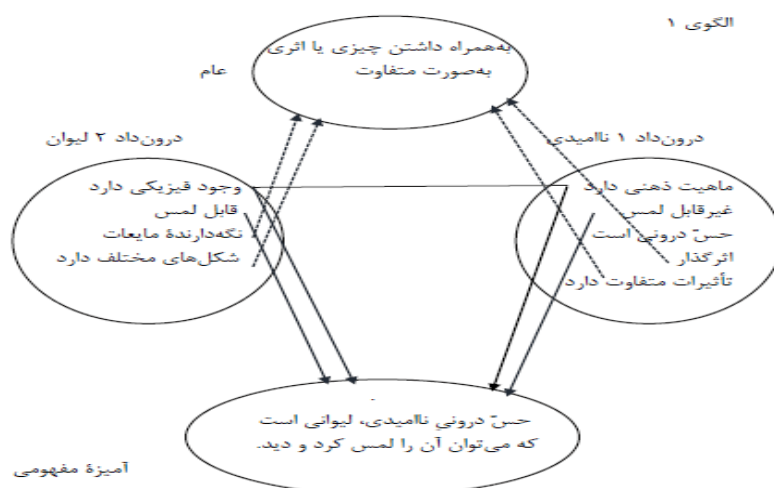 الگوی ۱
به‌همراه داشتن چیزی یا اثری
به‌صورت متفاوت
عام
درون‌داد ۱ ناامیدی
درون‌داد ۲ لیوان
ماهیت ذهنی دارد
غیرقابل لمس
حسّ درونی است
اثرگذار
تأثیرات متفاوت دارد
وجود فیزیکی دارد
قابل لمس
نگه‌دارندهٔ مایعات
شکل‌های مختلف دارد
حسّ درونیِ ناامیدی، لیوانی است
که می‌توان آن را لمس کرد و دید.
آمیزهٔ مفهومی